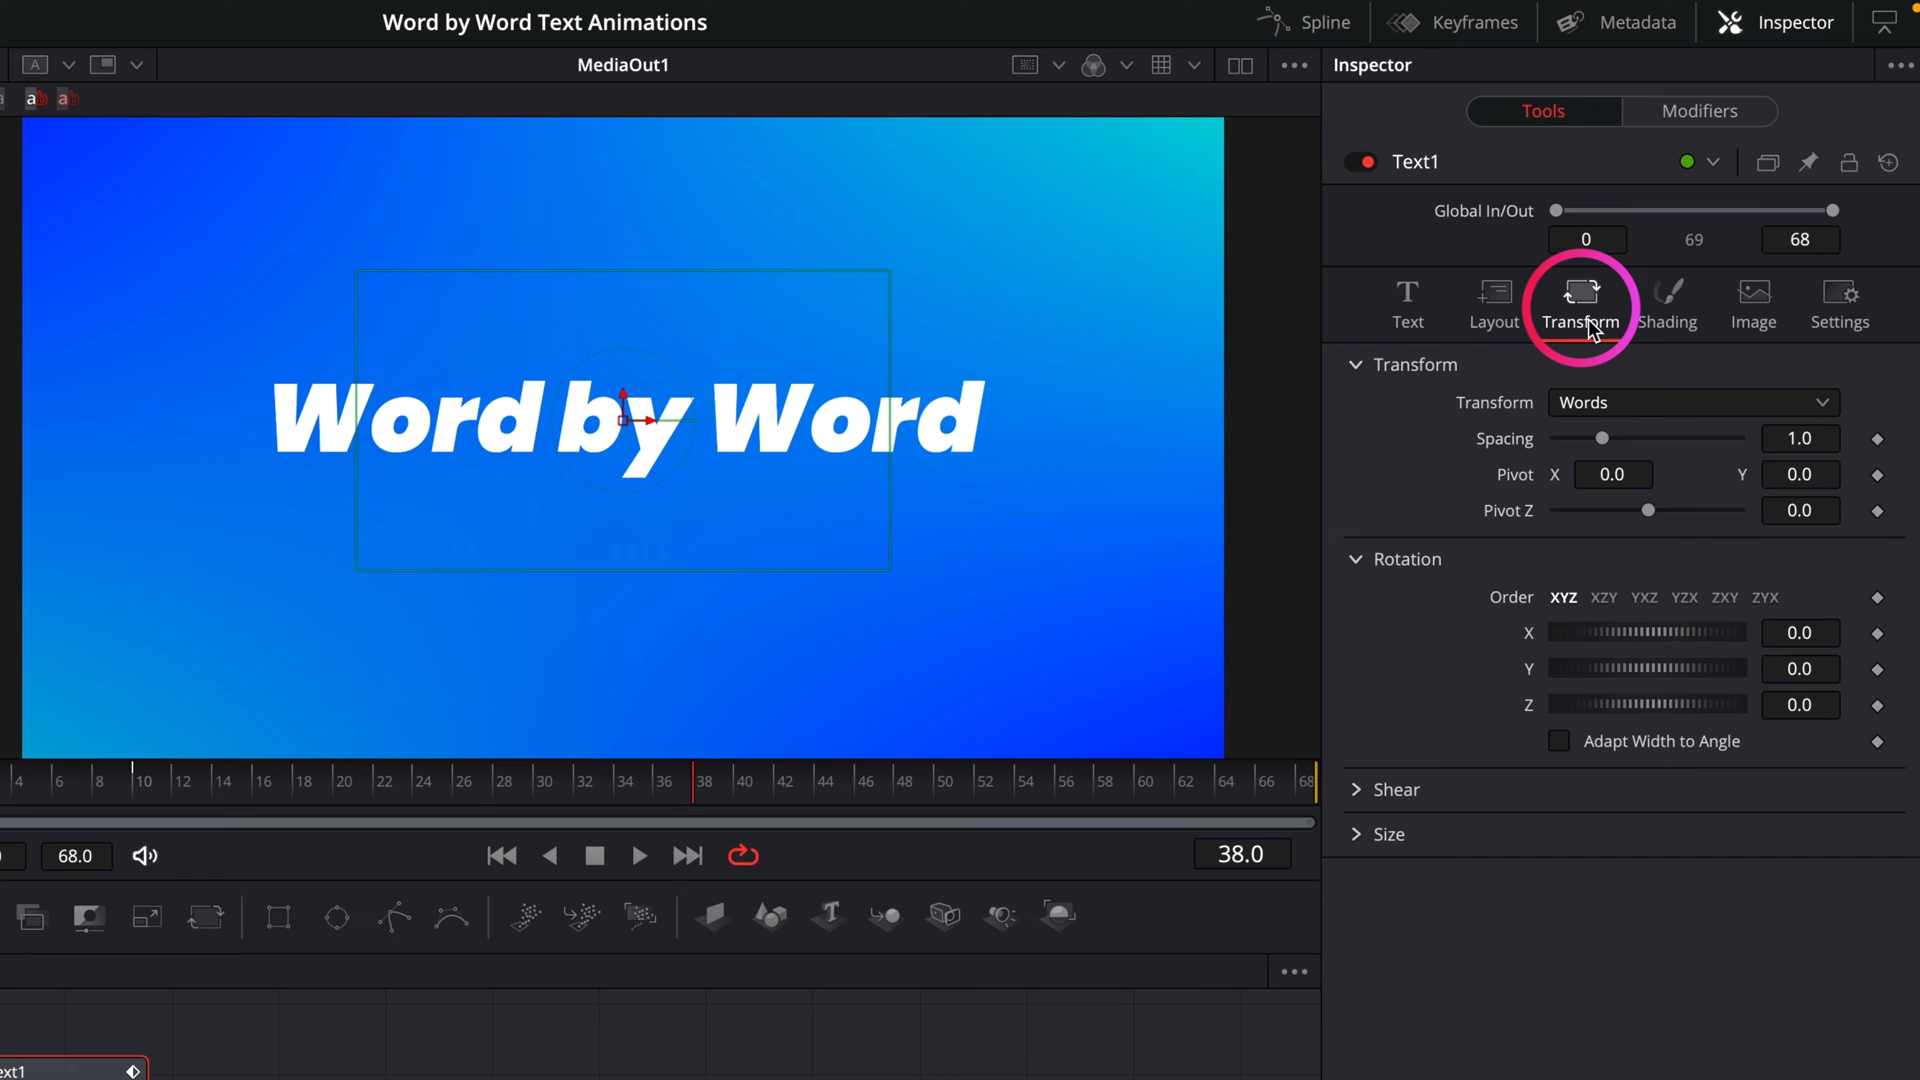 Word by Word Text Animations
Spline
Keyframes
Metadata
Inspector
A
MediaOut1
Inspector
a ab ab
Tools
Modifiers
Text1
Global In/Out
0
69
68
T
Text
Layout
Transform
Shading
Image
Settings
Transform
Transform
Words
Spacing
1.0
Pivot
X
0.0
Y
0.0
Pivot Z
0.0
Word by Word
Rotation
Order
XYZ XZY YXZ YZX ZXY ZYX
X
0.0
Y
0.0
Z
0.0
Adapt Width to Angle
Shear
Size
4 6 8 10 12 14 16 18 20 22 24 26 28 30 32 34 36 38 40 42 44 46 48 50 52 54 56 58 60 62 64 66 68
68.0
38.0
T
ext1